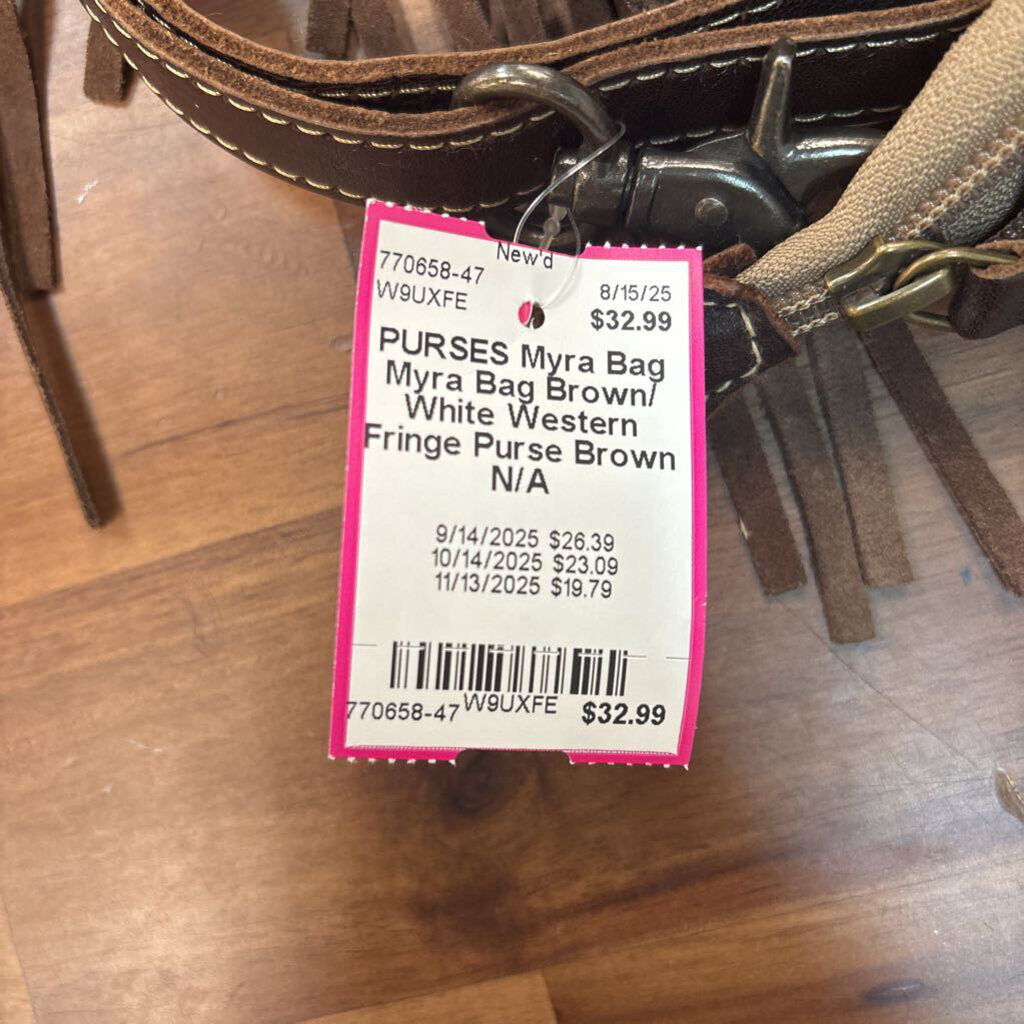 New'd
770658-47
W9UXFE
8/15/25
$32.99
PURSES Myra Bag
Myra Bag Brown/
White Western
Fringe Purse Brown
N/A
9/14/2025 $26.39
10/14/2025 $23.09
11/13/2025 $19.79
770658-47 W9UXFE $32.99